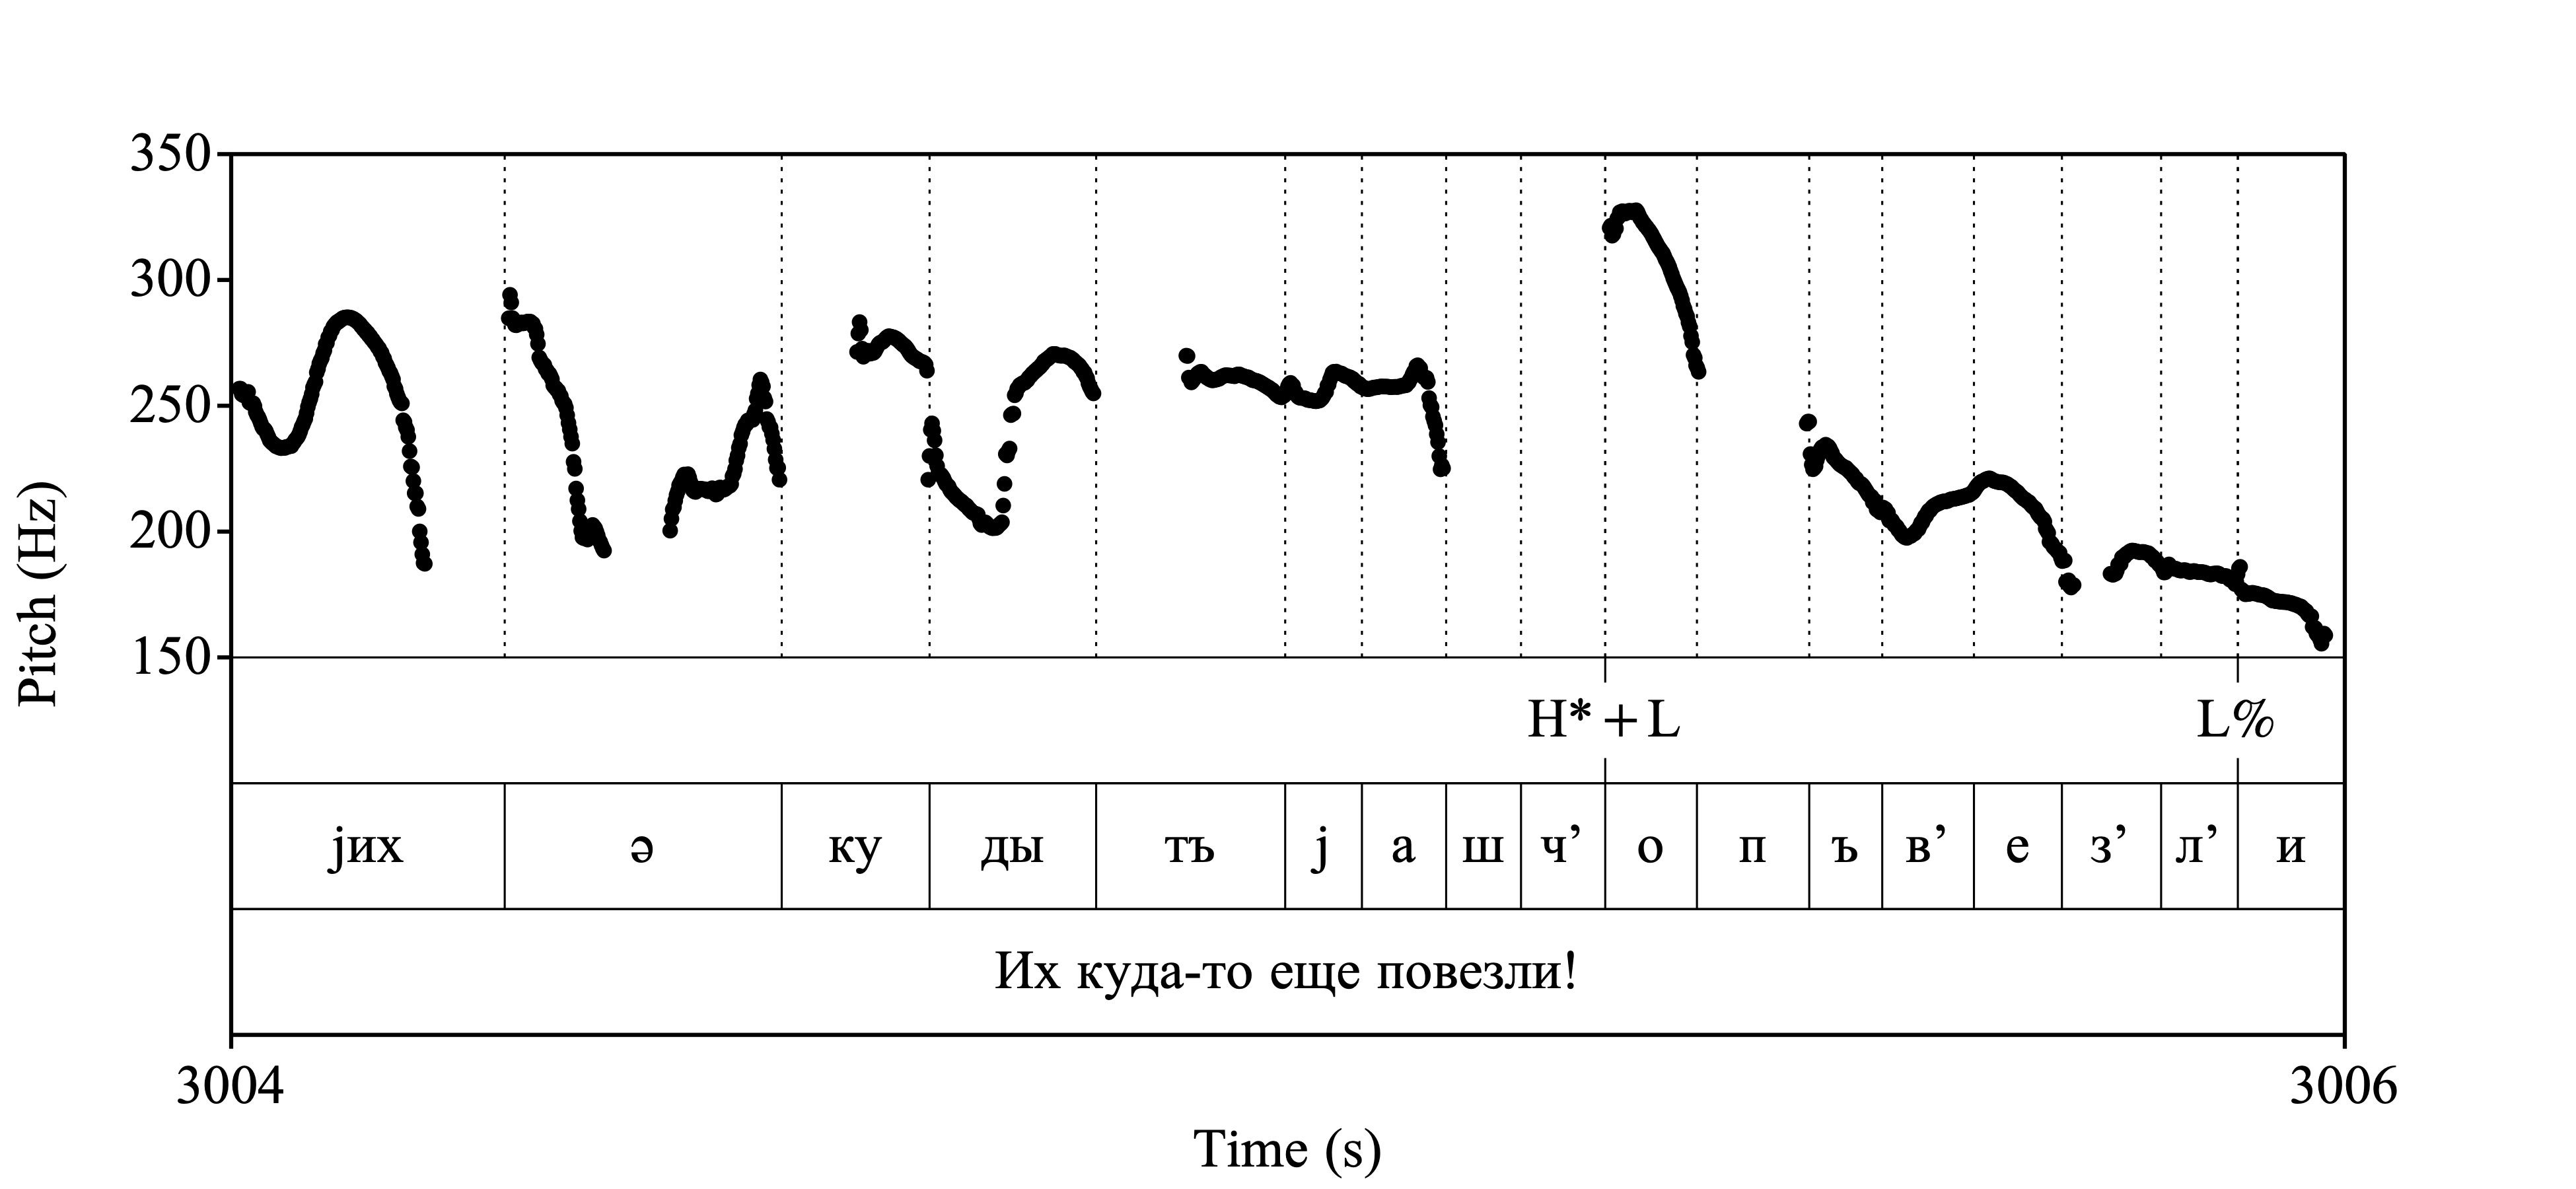 350
300
250
200
150
Pitch (Hz)
H* + L L%
jих ə ку ды тъ j а ш ч’ о п ъ в’ е з’ л’ и
Их куда-то еще повезли!
3004 3006
Time (s)